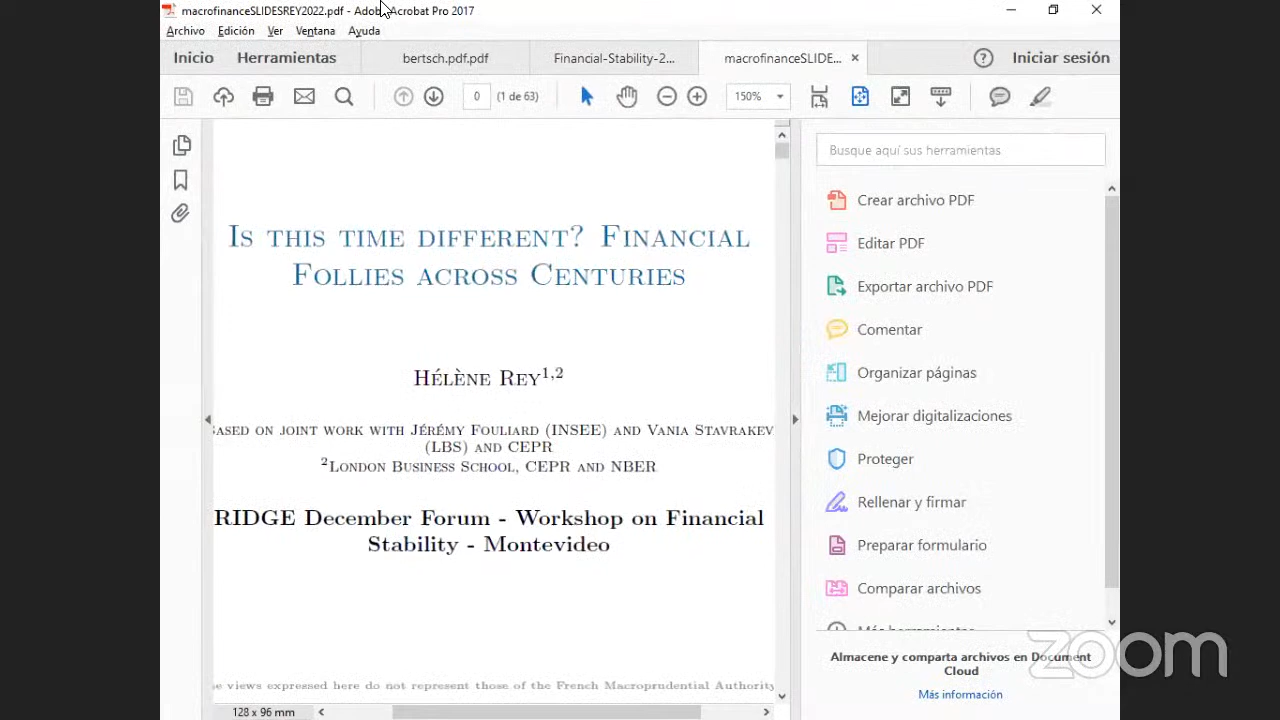 macrofinanceSLIDESREY2022.pdf - Adobe Acrobat Pro 2017
Archivo Edición Ver Ventana Ayuda
Inicio Herramientas bertsch.pdf.pdf Financial-Stability-2... macrofinanceSLIDE... × ? Iniciar sesión
0 (1 de 63) 150%
Busque aquí sus herramientas
Crear archivo PDF
Editar PDF
Exportar archivo PDF
Comentar
Organizar páginas
Mejorar digitalizaciones
Proteger
Rellenar y firmar
Preparar formulario
Comparar archivos
Más herramientas
Almacene y comparta archivos en Document
Cloud
Más información
Is this time different? Financial
Follies across Centuries
Hélène Rey1,2
ased on joint work with Jérémy Fouliard (INSEE) and Vania Stavrakev
(LBS) and CEPR
2London Business School, CEPR and NBER
RIDGE December Forum - Workshop on Financial
Stability - Montevideo
e views expressed here do not represent those of the French Macroprudential Authority
128 x 96 mm
zoom